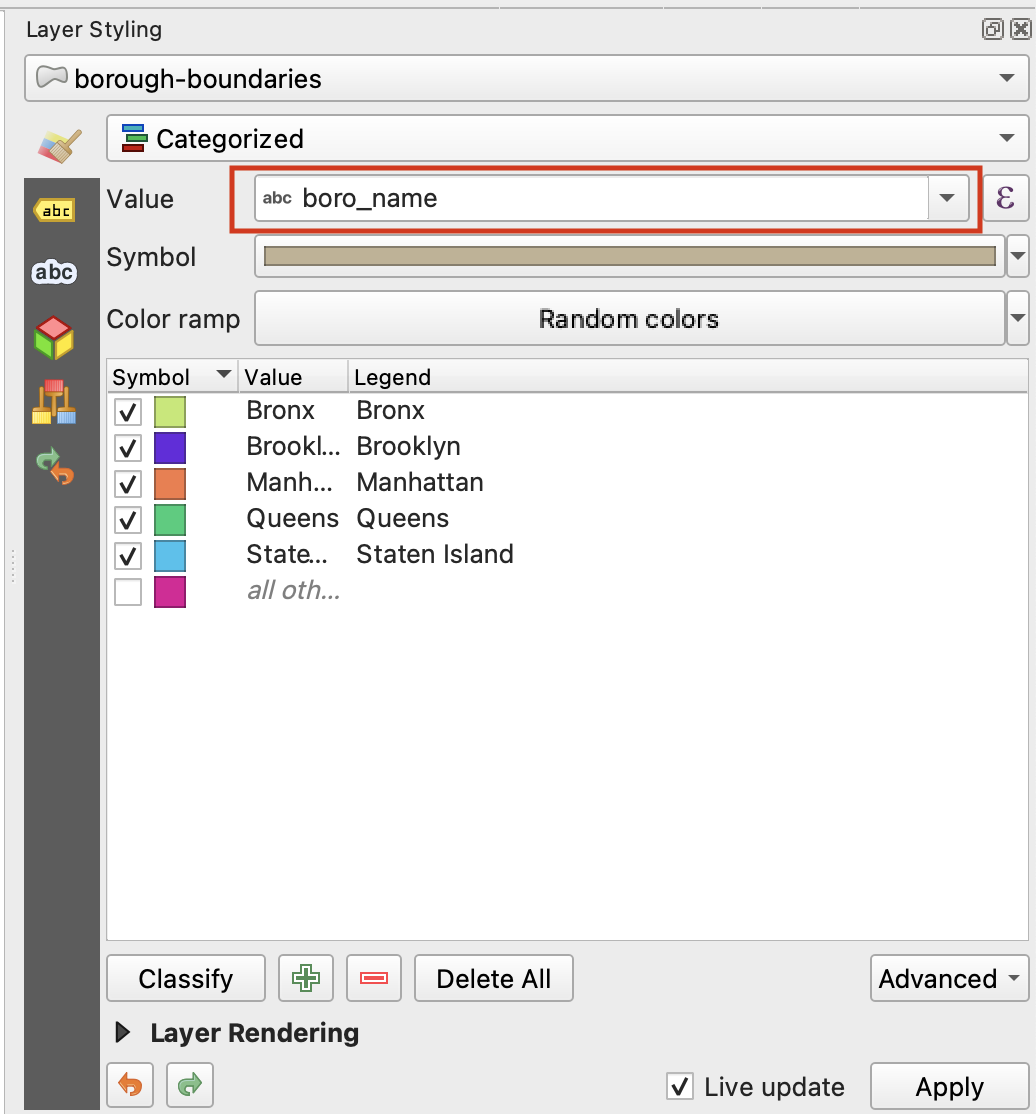 Layer Styling
borough-boundaries
Categorized
abc
Value abc boro_name ε
abc
Symbol
Color ramp Random colors
Symbol Value Legend
Bronx Bronx
Brookl... Brooklyn
Manh... Manhattan
Queens Queens
State... Staten Island
all oth...
Classify Delete All Advanced
Layer Rendering
Live update Apply